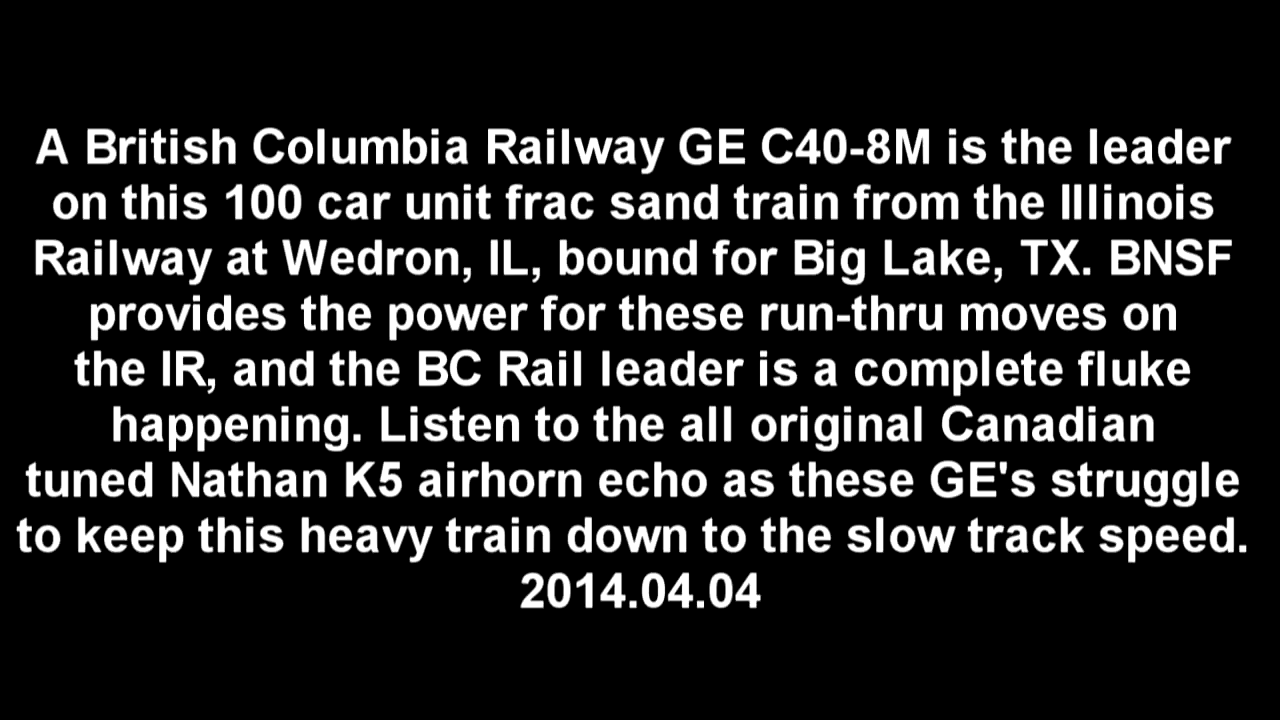 A British Columbia Railway GE C40-8M is the leader
on this 100 car unit frac sand train from the Illinois
Railway at Wedron, IL, bound for Big Lake, TX. BNSF
provides the power for these run-thru moves on
the IR, and the BC Rail leader is a complete fluke
happening. Listen to the all original Canadian
tuned Nathan K5 airhorn echo as these GE's struggle
to keep this heavy train down to the slow track speed.
2014.04.04